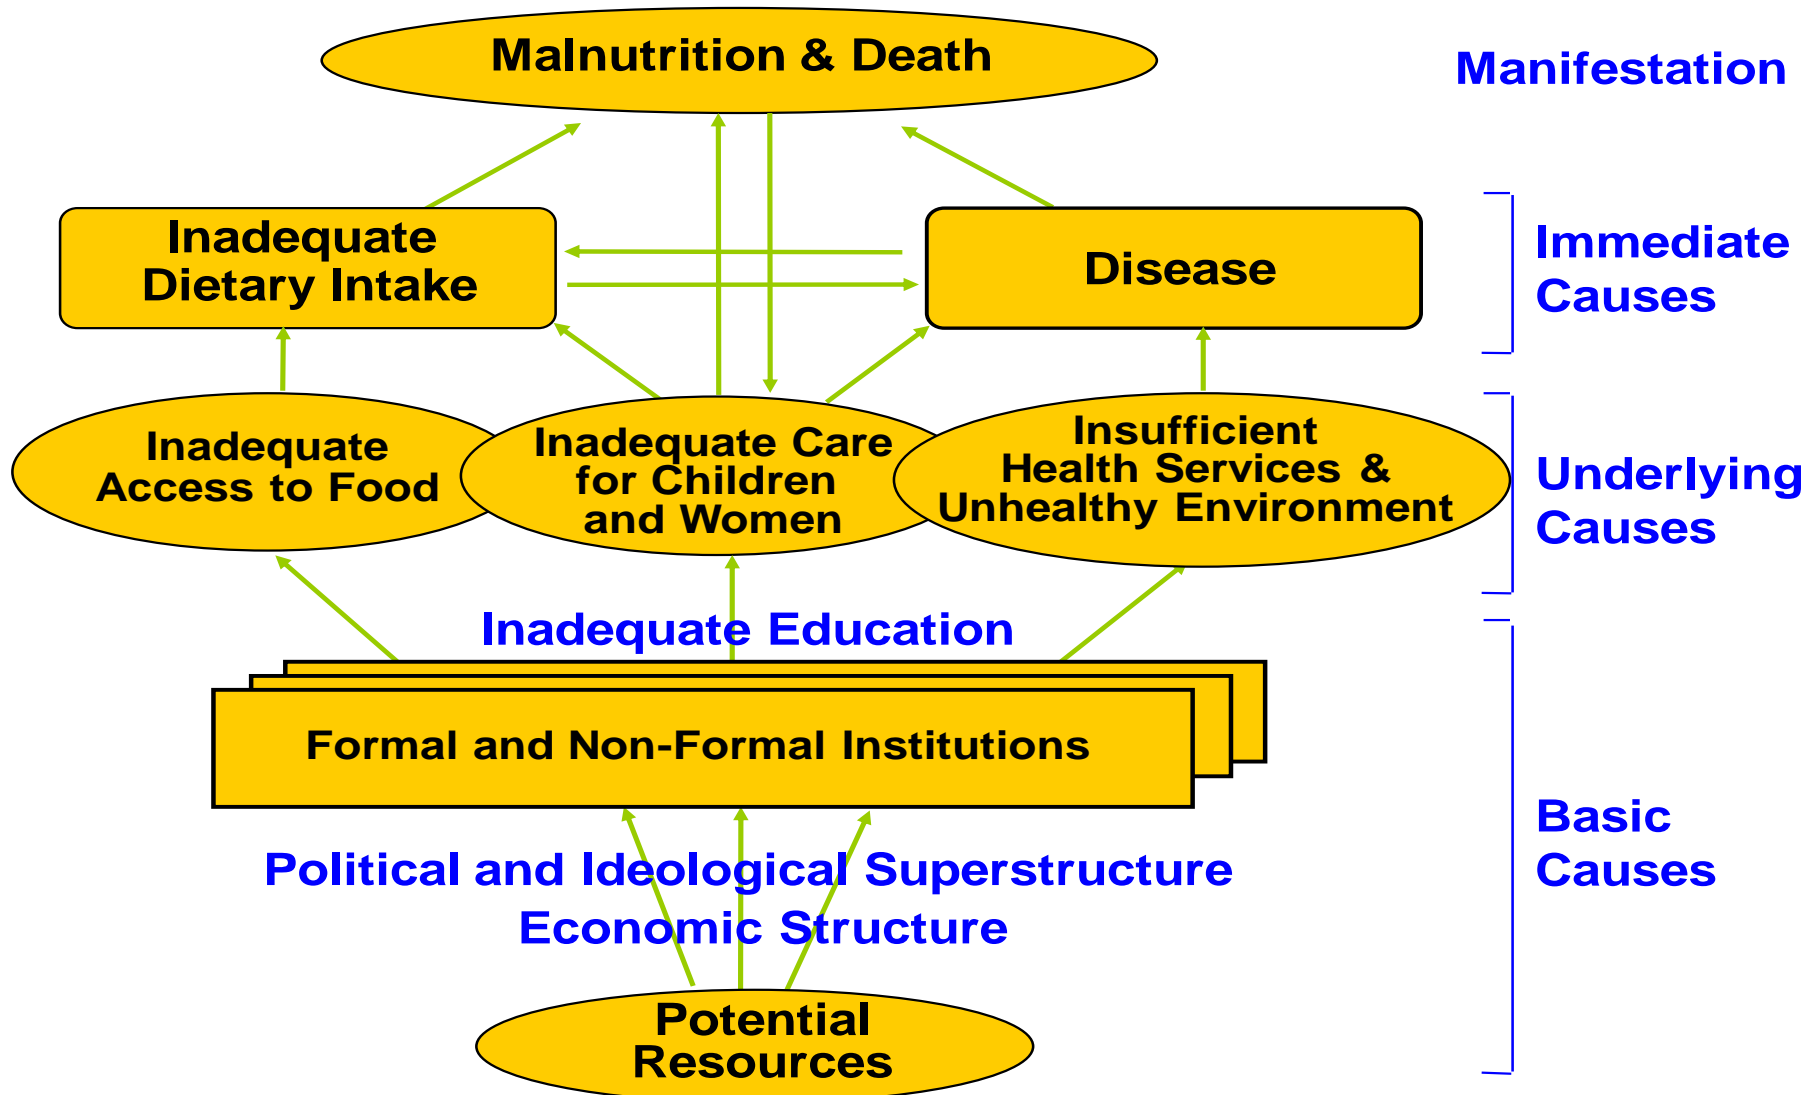 Malnutrition & Death
Manifestation
Inadequate
Dietary Intake
Disease
Immediate
Causes
Inadequate
Access to Food
Inadequate Care
for Children
and Women
Insufficient
Health Services &
Unhealthy Environment
Underlying
Causes
Inadequate Education
Formal and Non-Formal Institutions
Political and Ideological Superstructure
Economic Structure
Basic
Causes
Potential
Resources